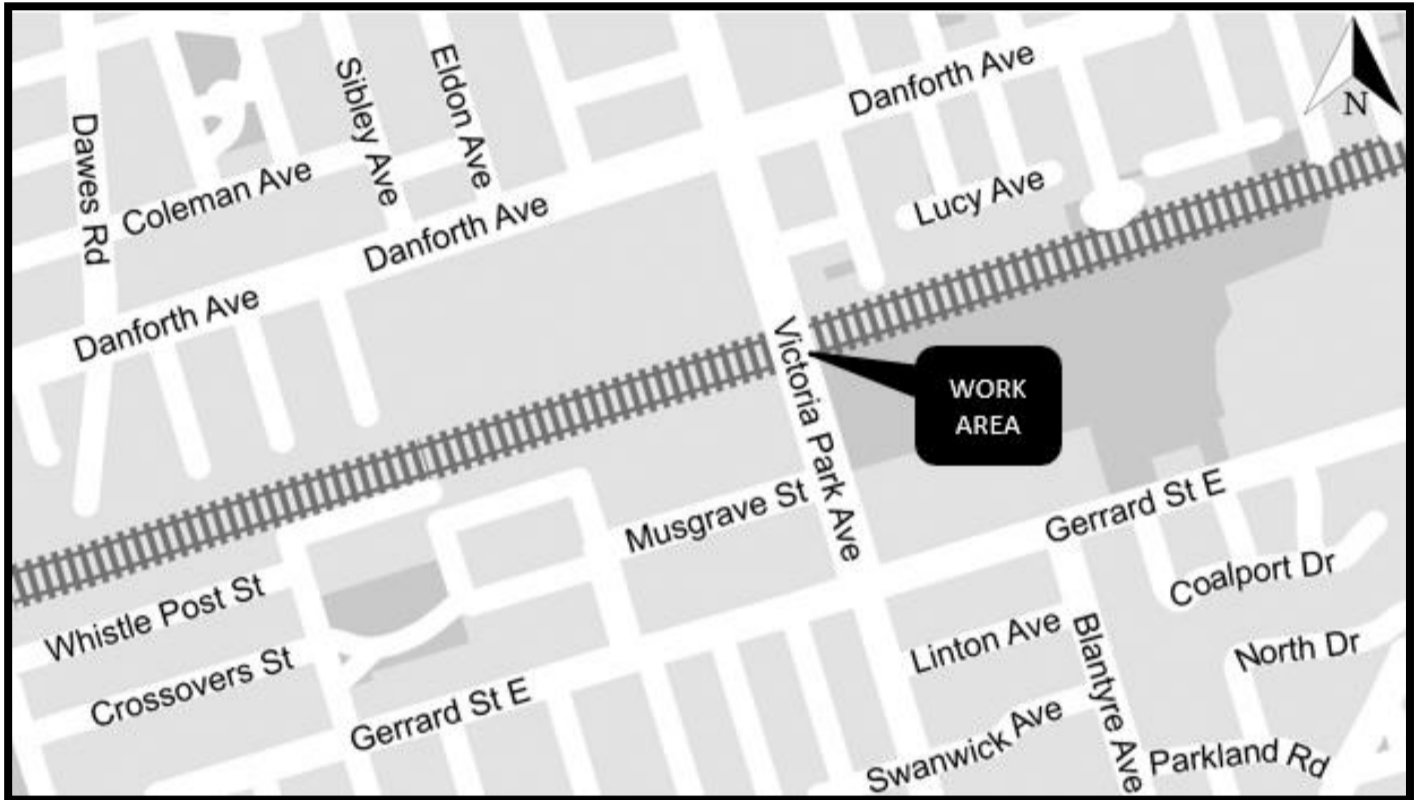 Dawes Rd
Sibley Ave
Eldon Ave
Danforth Ave
N
Coleman Ave
Danforth Ave
Lucy Ave
Danforth Ave
Victoria Park Ave
WORK
AREA
Musgrave St
Gerrard St E
Whistle Post St
Coalport Dr
Crossovers St
Linton Ave
Blantyre Ave
North Dr
Gerrard St E
Swanwick Ave
Parkland Rd